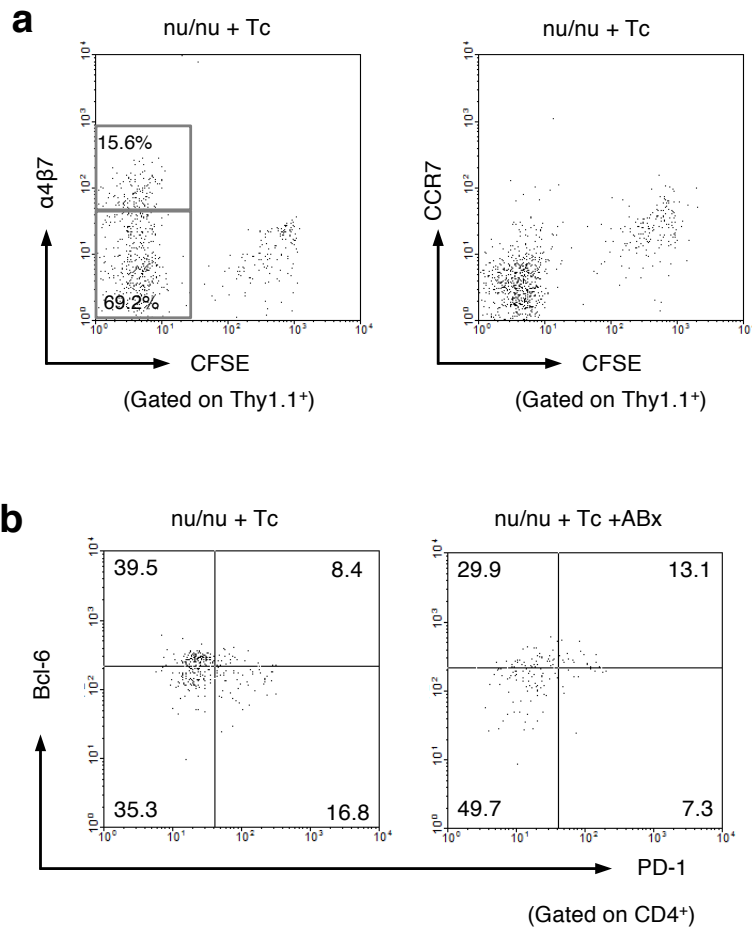 a
nu/nu + Tc
nu/nu + Tc
α4β7
10⁰ 10¹ 10² 10³ 10⁴
15.6%
69.2%
10⁰ 10¹ 10² 10³ 10⁴
CFSE
(Gated on Thy1.1⁺)
CCR7
10⁰ 10¹ 10² 10³ 10⁴
10⁰ 10¹ 10² 10³ 10
CFSE
(Gated on Thy1.1⁺)
b
nu/nu + Tc
nu/nu + Tc +ABx
Bcl-6
10⁰ 10¹ 10² 10³ 10⁴
39.5 8.4
35.3 16.8
10⁰ 10¹ 10² 10³ 10⁴
10⁰ 10¹ 10² 10³ 10⁴
29.9 13.1
49.7 7.3
10⁰ 10¹ 10² 10³ 10⁴
PD-1
(Gated on CD4⁺)